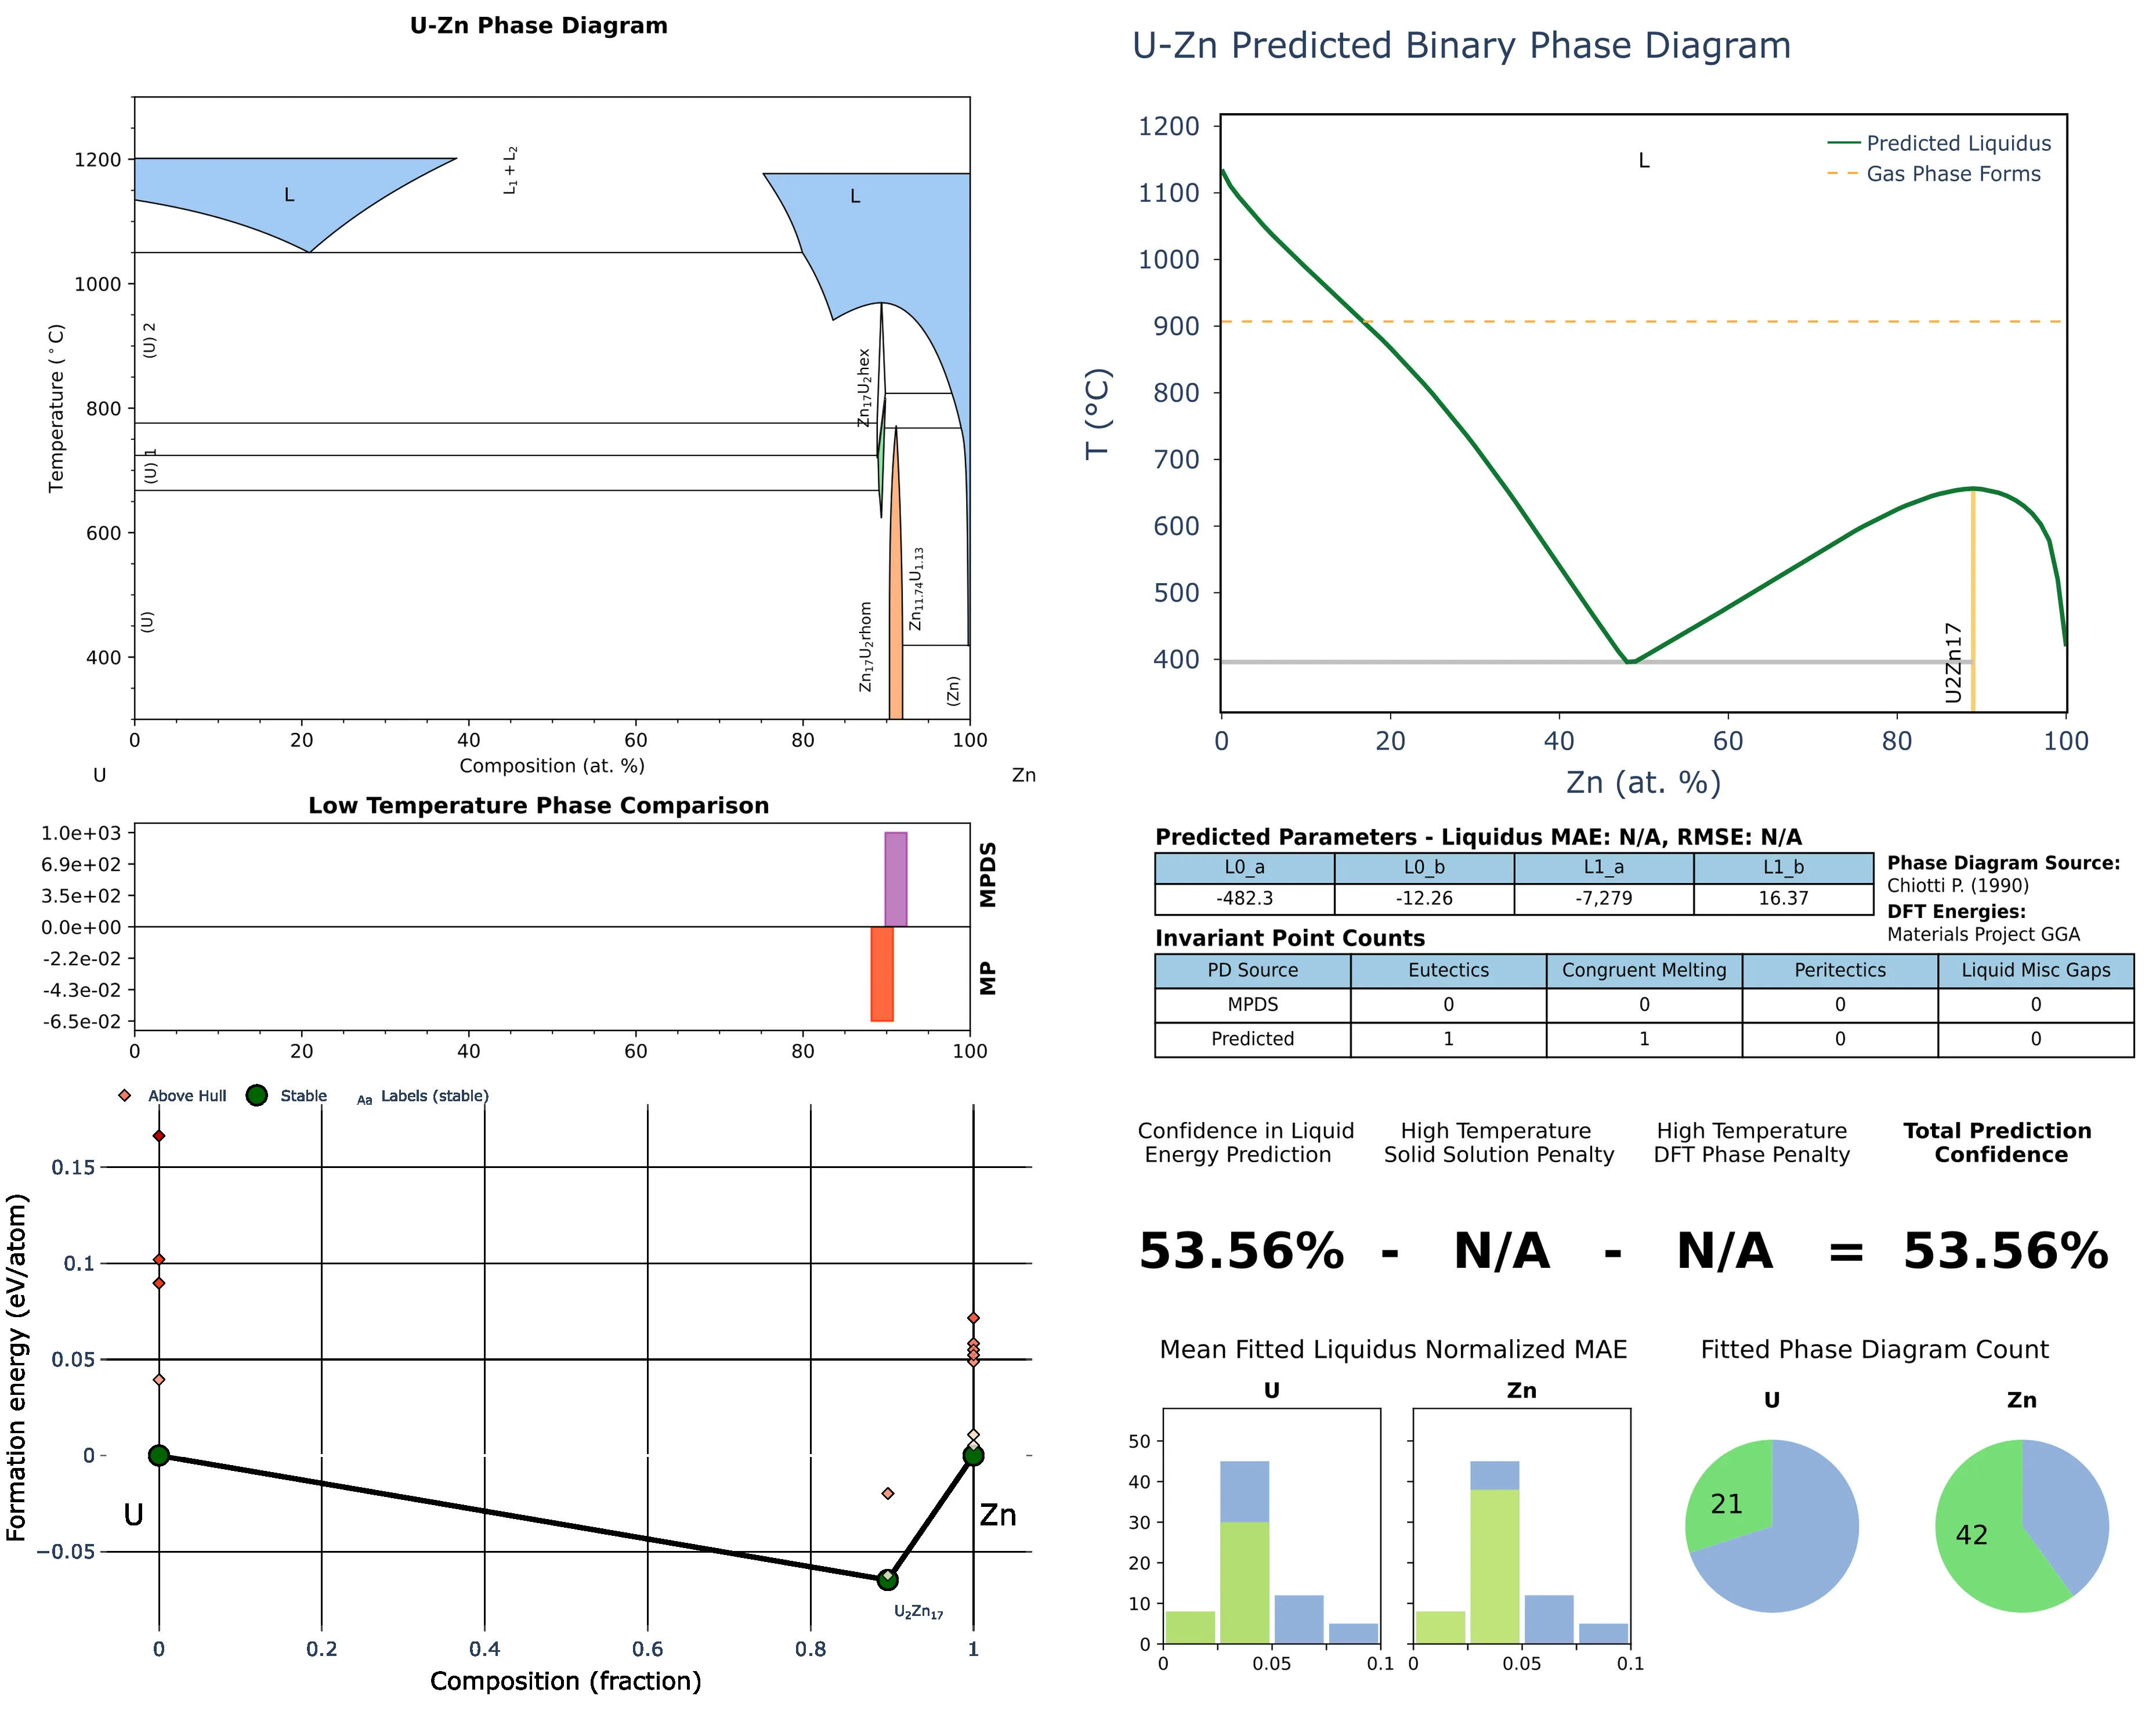 U-Zn Phase Diagram
1200
1000
800
600
400
Temperature (°C)
L
L1 + L2
L
(U) 2
(U) 1
(U)
Zn17U2hex
Zn17U2rhom
Zn11.74U1.13
(Zn)
0 20 40 60 80 100
Composition (at. %)
U Zn
Low Temperature Phase Comparison
1.0e+03
6.9e+02
3.5e+02
0.0e+00
-2.2e-02
-4.3e-02
-6.5e-02
MPDS
MP
0 20 40 60 80 100
Above Hull Stable Aa Labels (stable)
0.15
0.1
0.05
0
−0.05
Formation energy (eV/atom)
U
Zn
U2Zn17
0 0.2 0.4 0.6 0.8 1
Composition (fraction)
U-Zn Predicted Binary Phase Diagram
1200
1100
1000
900
800
700
600
500
400
T (°C)
L
Predicted Liquidus
Gas Phase Forms
U2Zn17
0 20 40 60 80 100
Zn (at. %)
Predicted Parameters - Liquidus MAE: N/A, RMSE: N/A
L0_a L0_b L1_a L1_b
-482.3 -12.26 -7,279 16.37
Phase Diagram Source:
Chiotti P. (1990)
DFT Energies:
Materials Project GGA
Invariant Point Counts
PD Source Eutectics Congruent Melting Peritectics Liquid Misc Gaps
MPDS 0 0 0 0
Predicted 1 1 0 0
Confidence in Liquid Energy Prediction
High Temperature Solid Solution Penalty
High Temperature DFT Phase Penalty
Total Prediction Confidence
53.56% - N/A - N/A = 53.56%
Mean Fitted Liquidus Normalized MAE
U Zn
50
40
30
20
10
0
0 0.05 0.1 0 0.05 0.1
Fitted Phase Diagram Count
U Zn
21 42